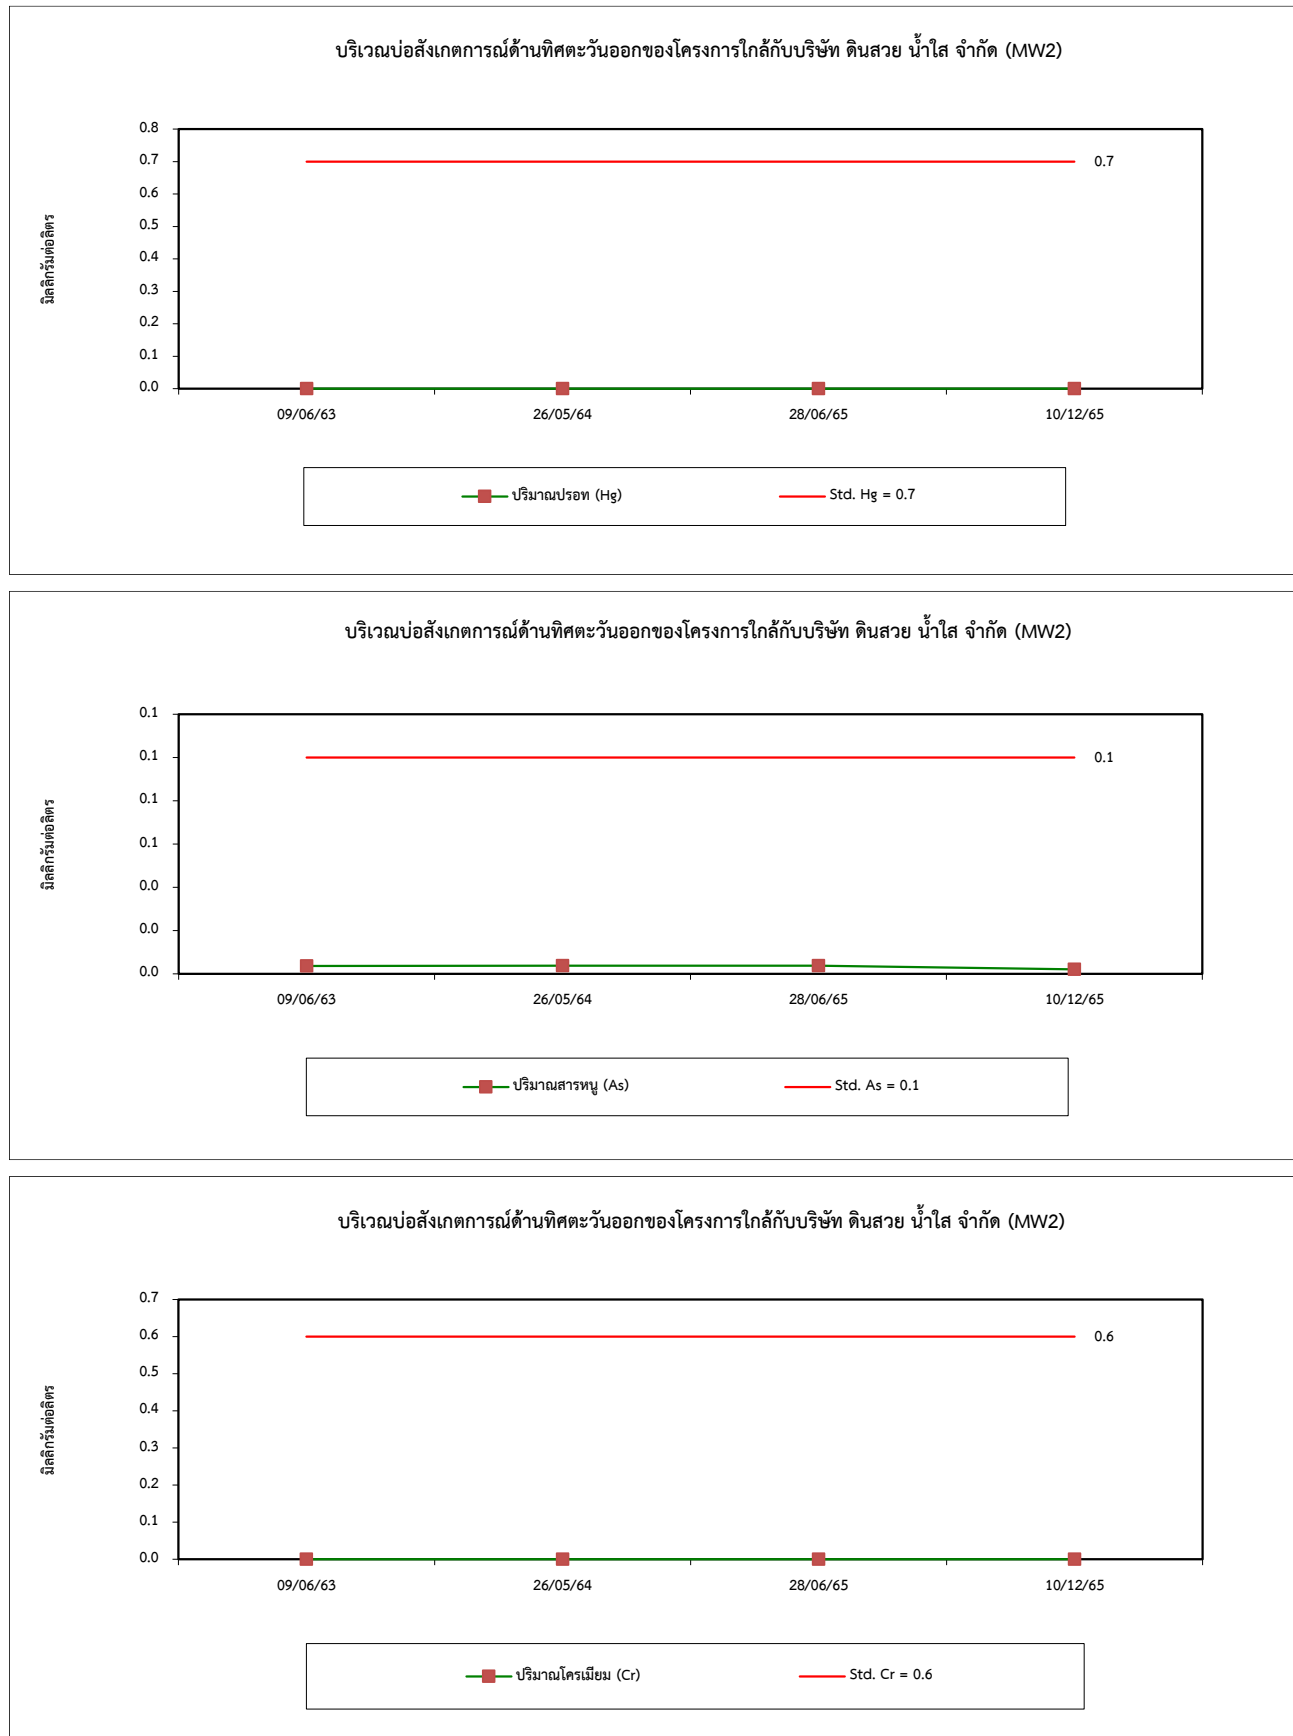 บริเวณบ่อสังเกตการณ์ด้านทิศตะวันออกของโครงการใกล้กับบริษัท ดินสวย น้ำใส จำกัด (MW2)
มิลลิกรัมต่อลิตร
0.8
0.7
0.6
0.5
0.4
0.3
0.2
0.1
0.0
0.7
09/06/63 26/05/64 28/06/65 10/12/65
ปริมาณปรอท (Hg) Std. Hg = 0.7
บริเวณบ่อสังเกตการณ์ด้านทิศตะวันออกของโครงการใกล้กับบริษัท ดินสวย น้ำใส จำกัด (MW2)
มิลลิกรัมต่อลิตร
0.1
0.1
0.1
0.1
0.0
0.0
0.0
0.1
09/06/63 26/05/64 28/06/65 10/12/65
ปริมาณสารหนู (As) Std. As = 0.1
บริเวณบ่อสังเกตการณ์ด้านทิศตะวันออกของโครงการใกล้กับบริษัท ดินสวย น้ำใส จำกัด (MW2)
มิลลิกรัมต่อลิตร
0.7
0.6
0.5
0.4
0.3
0.2
0.1
0.0
0.6
09/06/63 26/05/64 28/06/65 10/12/65
ปริมาณโครเมียม (Cr) Std. Cr = 0.6